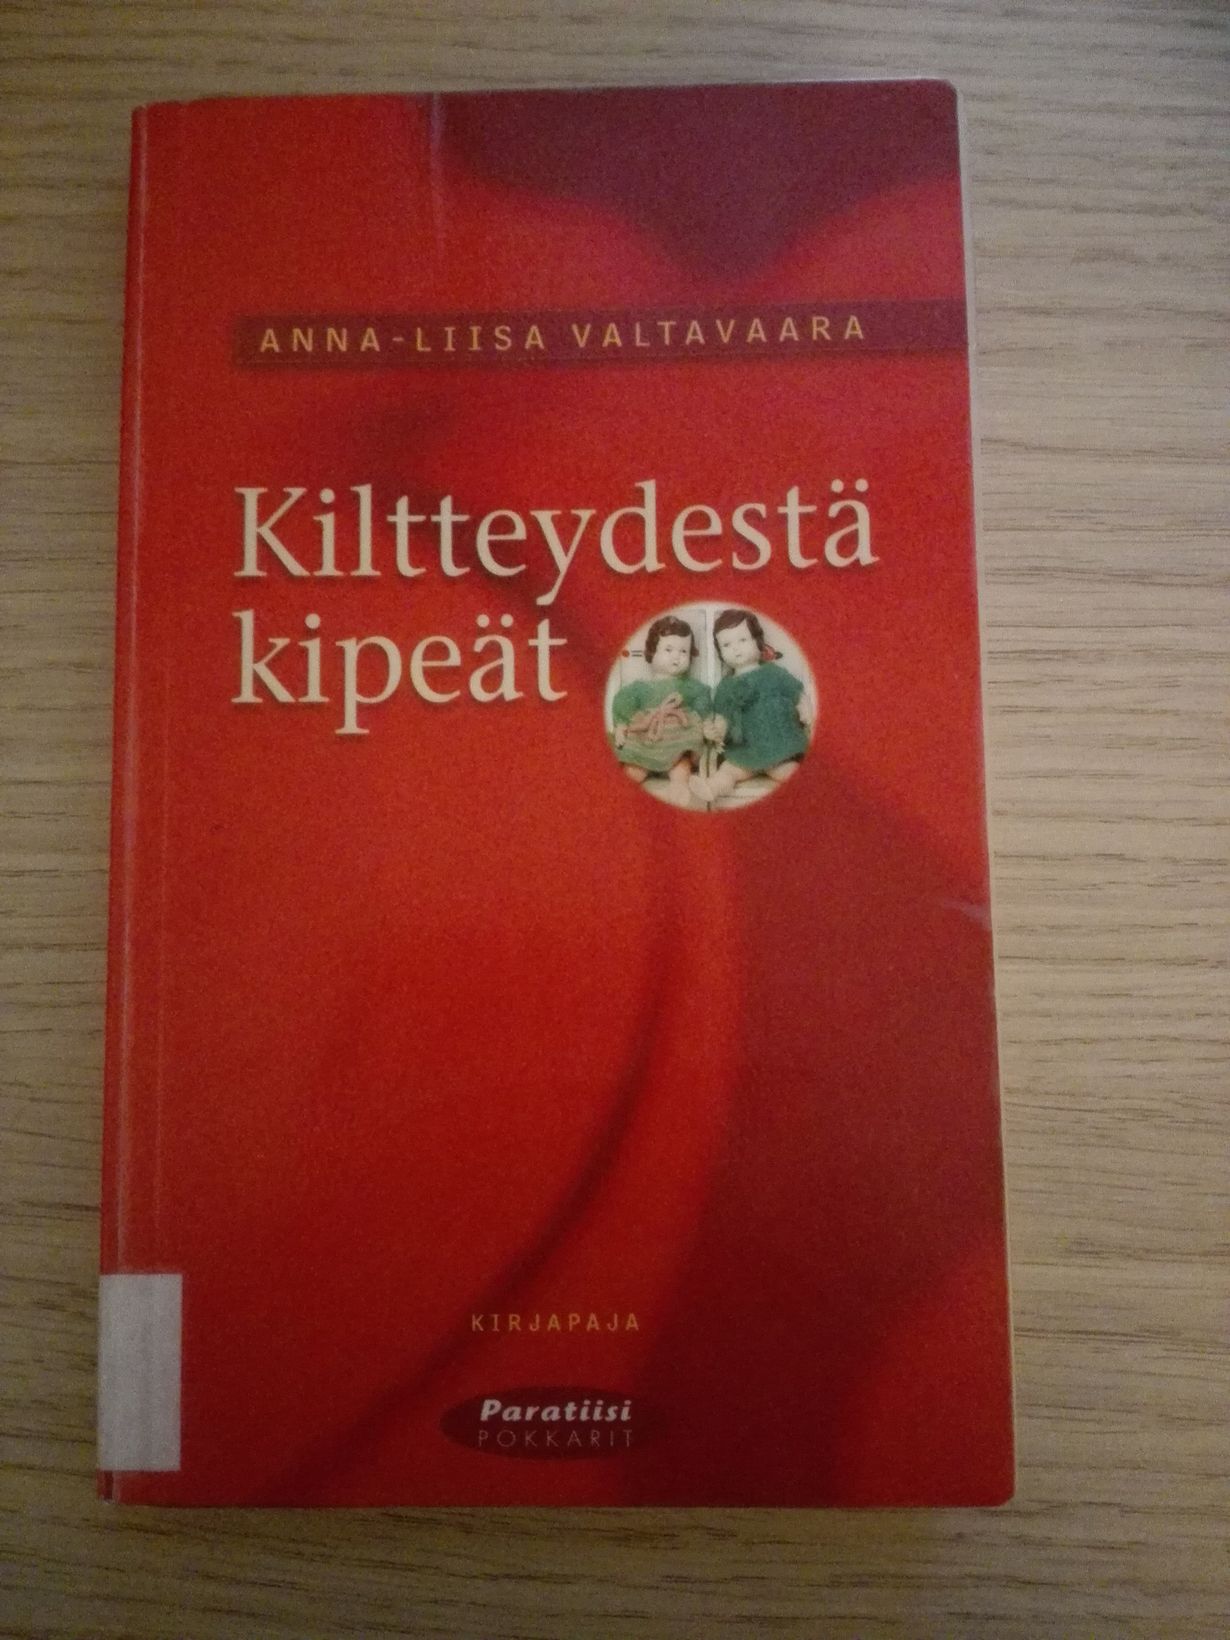 ANNA-LIISA VALTAVAARA
Kiltteydestä
kipeät
KIRJAPAJA
Paratiisi
POKKARIT